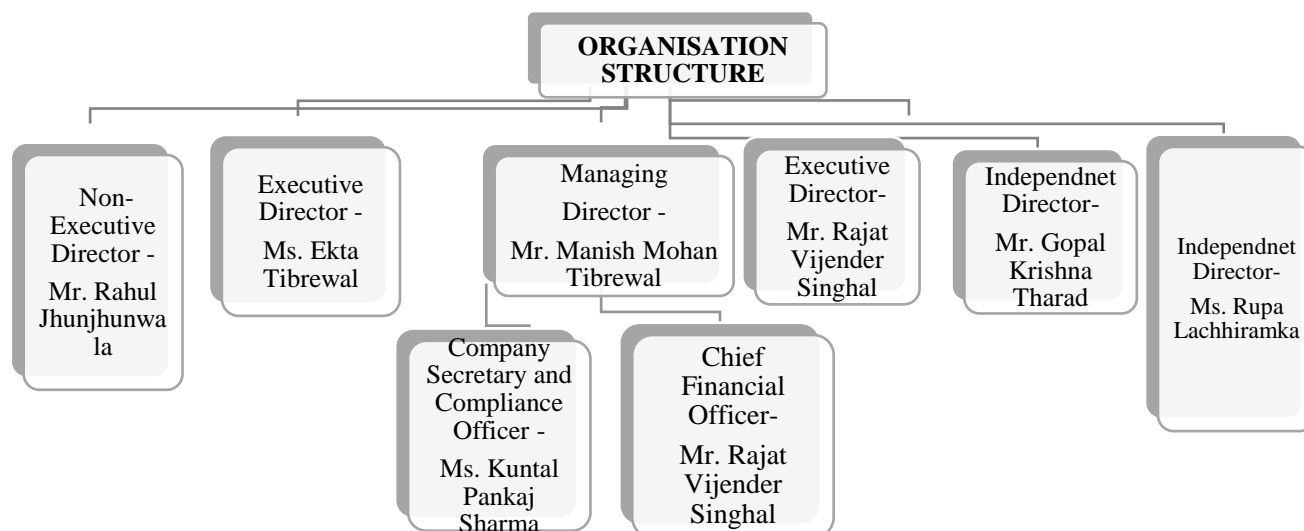 ORGANISATION
STRUCTURE
Non-
Executive
Director -
Mr. Rahul
Jhunjhunwa
la
Executive
Director -
Ms. Ekta
Tibrewal
Managing
Director -
Mr. Manish Mohan
Tibrewal
Executive
Director-
Mr. Rajat
Vijender
Singhal
Independnet
Director-
Mr. Gopal
Krishna
Tharad
Independnet
Director-
Ms. Rupa
Lachhiramka
Company
Secretary and
Compliance
Officer -
Ms. Kuntal
Pankaj
Sharma
Chief
Financial
Officer-
Mr. Rajat
Vijender
Singhal